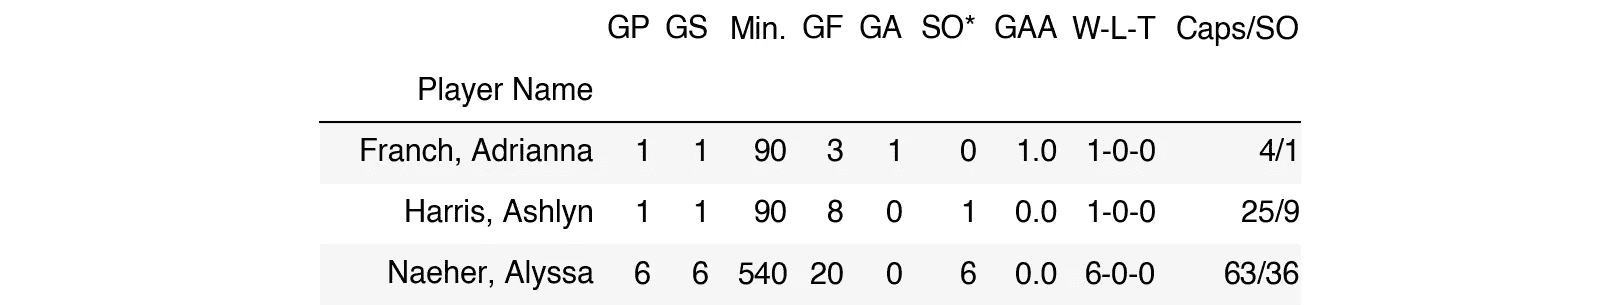 GP GS Min. GF GA SO* GAA W-L-T Caps/SO
Player Name
Franch, Adrianna 1 1 90 3 1 0 1.0 1-0-0 4/1
Harris, Ashlyn 1 1 90 8 0 1 0.0 1-0-0 25/9
Naeher, Alyssa 6 6 540 20 0 6 0.0 6-0-0 63/36